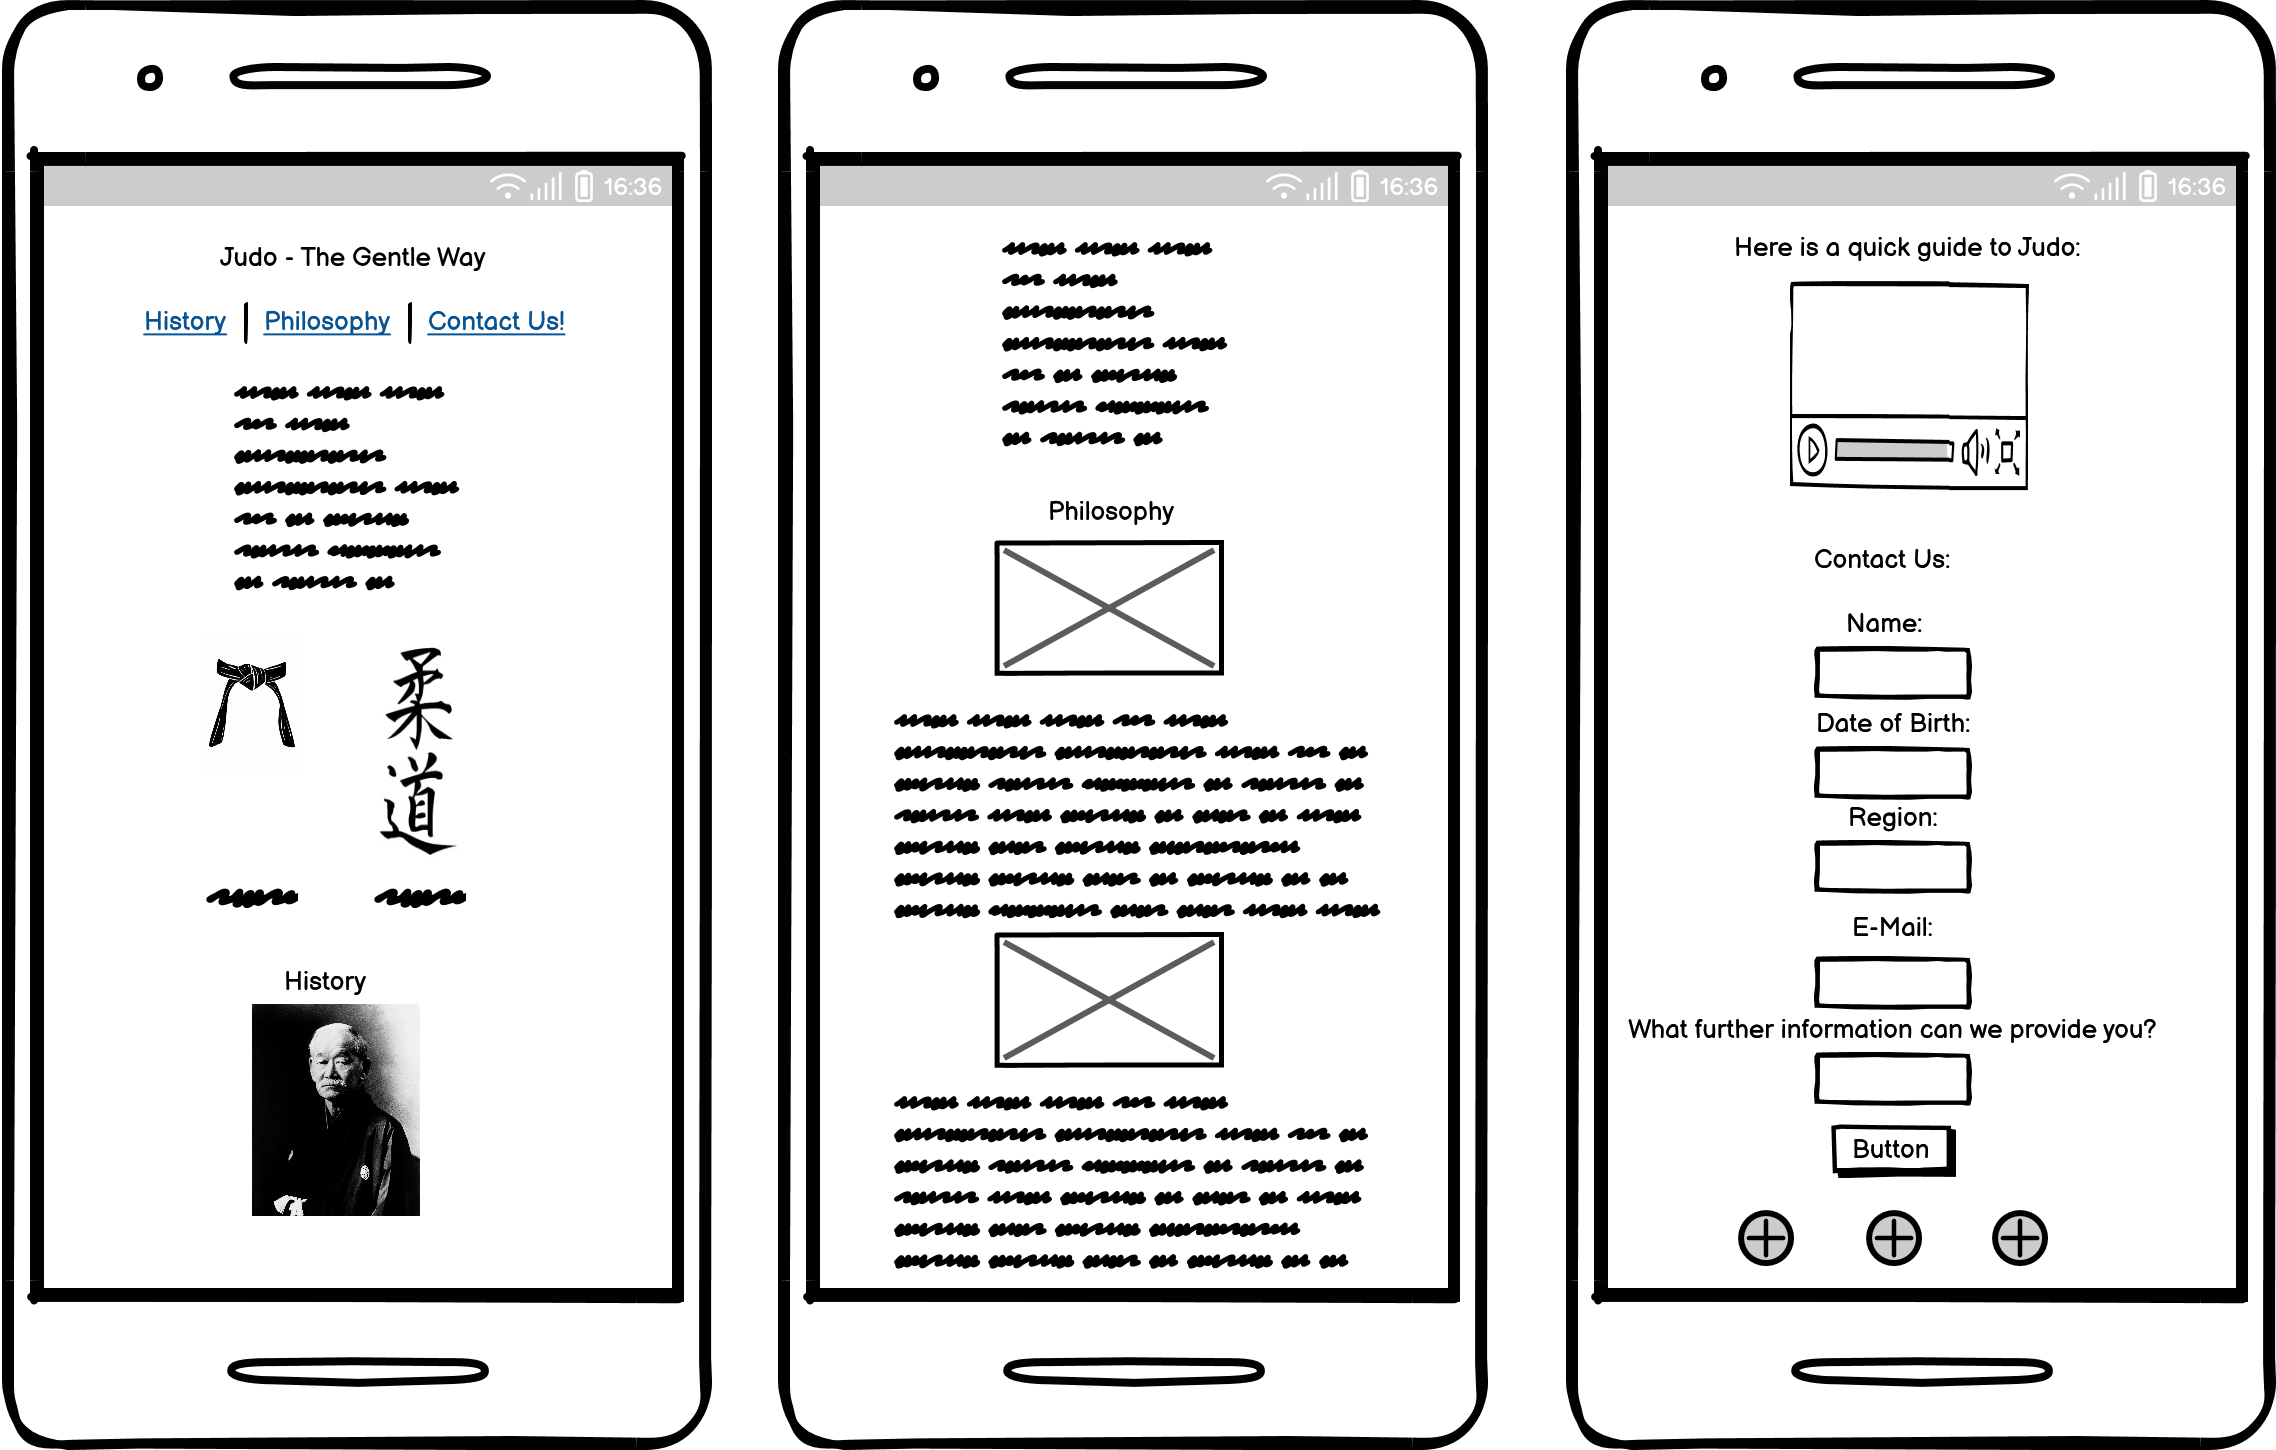 16:36
Judo - The Gentle Way
History | Philosophy | Contact Us!
柔
道
History
16:36
Philosophy
16:36
Here is a quick guide to Judo:
Contact Us:
Name:
Date of Birth:
Region:
E-Mail:
What further information can we provide you?
Button